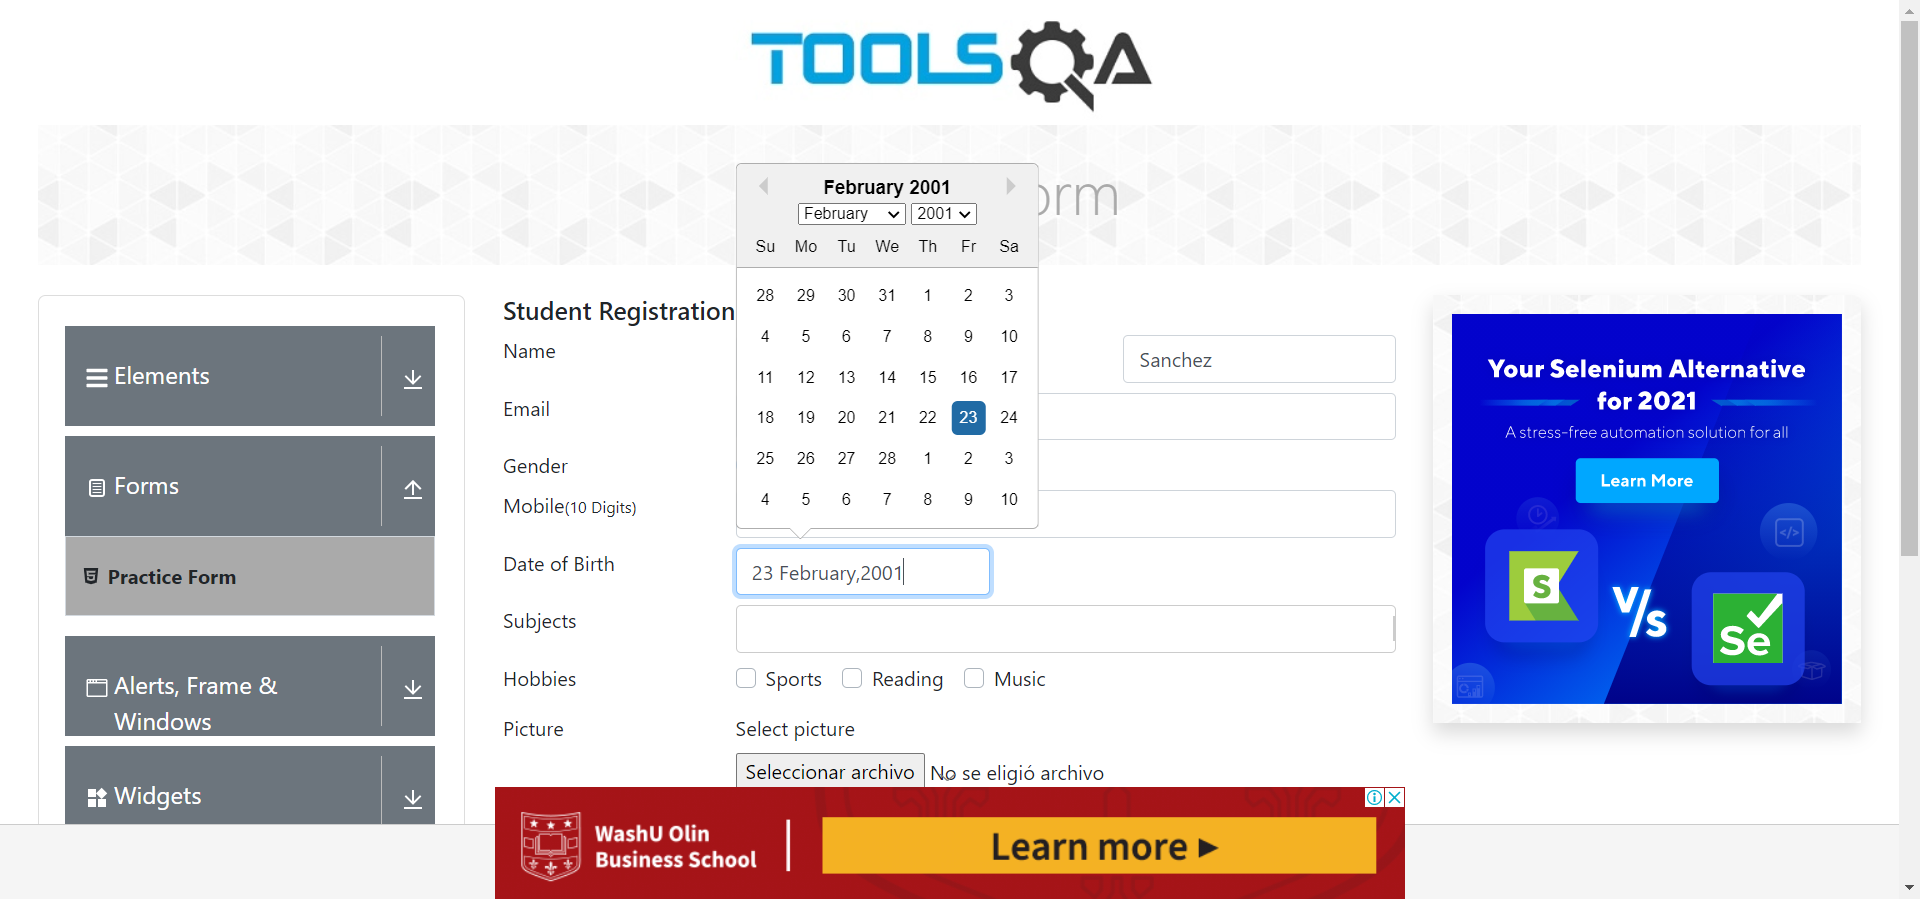 TOOLSQA
orm
February 2001
February 2001
Su Mo Tu We Th Fr Sa
28 29 30 31 1 2 3
4 5 6 7 8 9 10
11 12 13 14 15 16 17
18 19 20 21 22 23 24
25 26 27 28 1 2 3
4 5 6 7 8 9 10
Elements
Forms
Practice Form
Alerts, Frame &
Windows
Widgets
Student Registration
Name
Sanchez
Email
Gender
Mobile(10 Digits)
Date of Birth
23 February,2001
Subjects
Hobbies
Sports Reading Music
Picture
Select picture
Seleccionar archivo No se eligió archivo
Your Selenium Alternative
for 2021
A stress-free automation solution for all
Learn More
S
V/s
Se
WashU Olin
Business School
Learn more